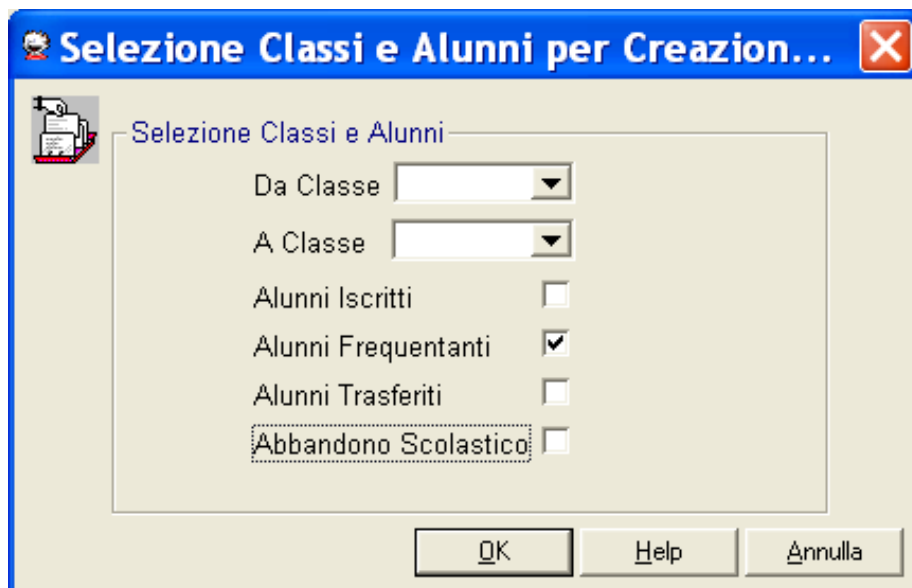 Selezione Classi e Alunni per Creazion...
Selezione Classi e Alunni
Da Classe
A Classe
Alunni Iscritti
Alunni Frequentanti
Alunni Trasferiti
Abbandono Scolastico
OK Help Annulla